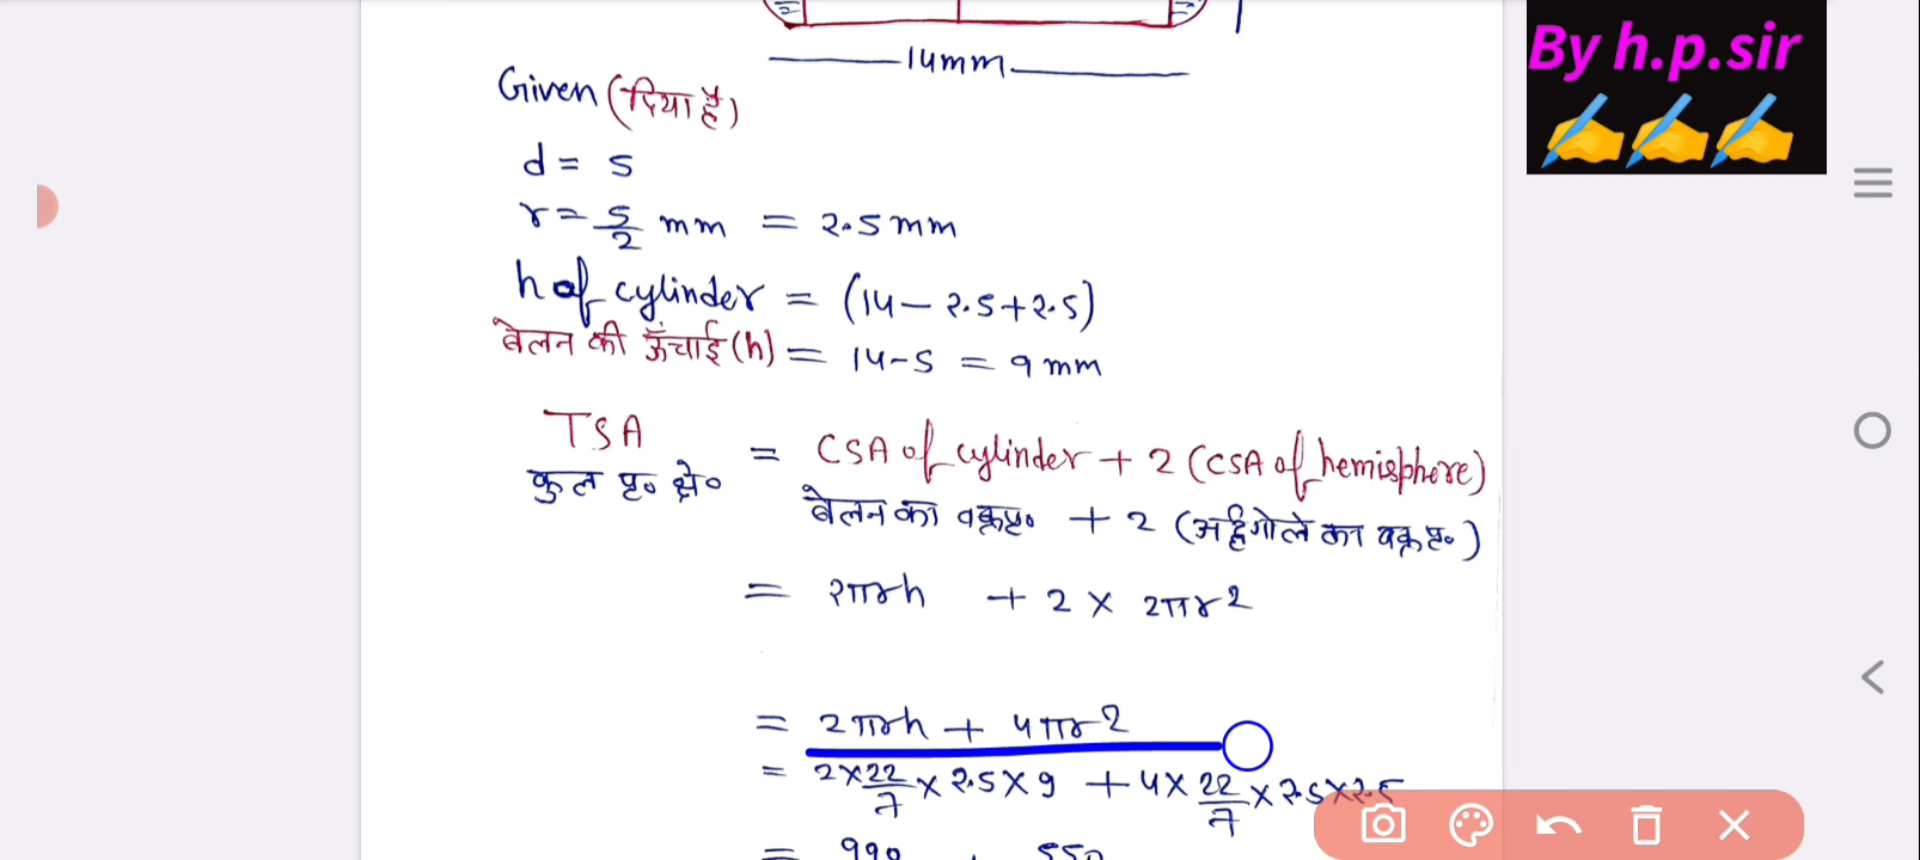 14mm
By h.p.sir
Given (दिया है)
d = 5
r = 5/2 mm = 2.5 mm
h of cylinder = (14 - 2.5 + 2.5)
बेलन की ऊँचाई (h) = 14 - 5 = 9 mm
TSA = CSA of cylinder + 2 (CSA of hemisphere)
कुल पृ० क्षे० बेलन का वक्रपृ० + 2 (अर्द्धगोले का वक्रपृ०)
= 2πrh + 2 × 2πr2
= 2πrh + 4πr2
= 2×22/7 × 2.5 × 9 + 4 × 22/7 × 2.5 × 2.5
= 990 + 550